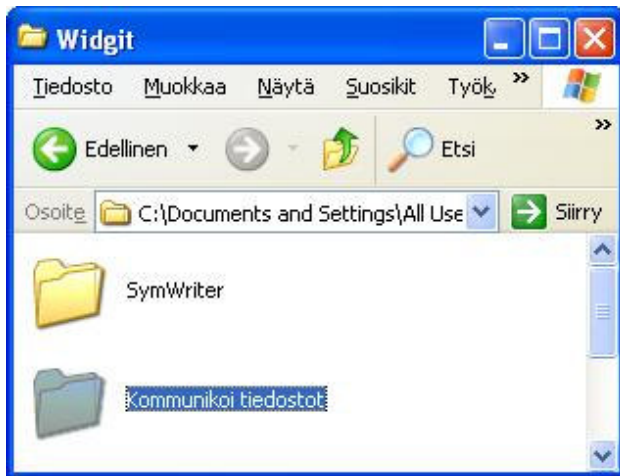 Widgit
Tiedosto Muokkaa Näytä Suosikit Työk »
Edellinen Etsi »
Osoite C:\Documents and Settings\All Use Siirry
SymWriter
Kommunikoi tiedostot